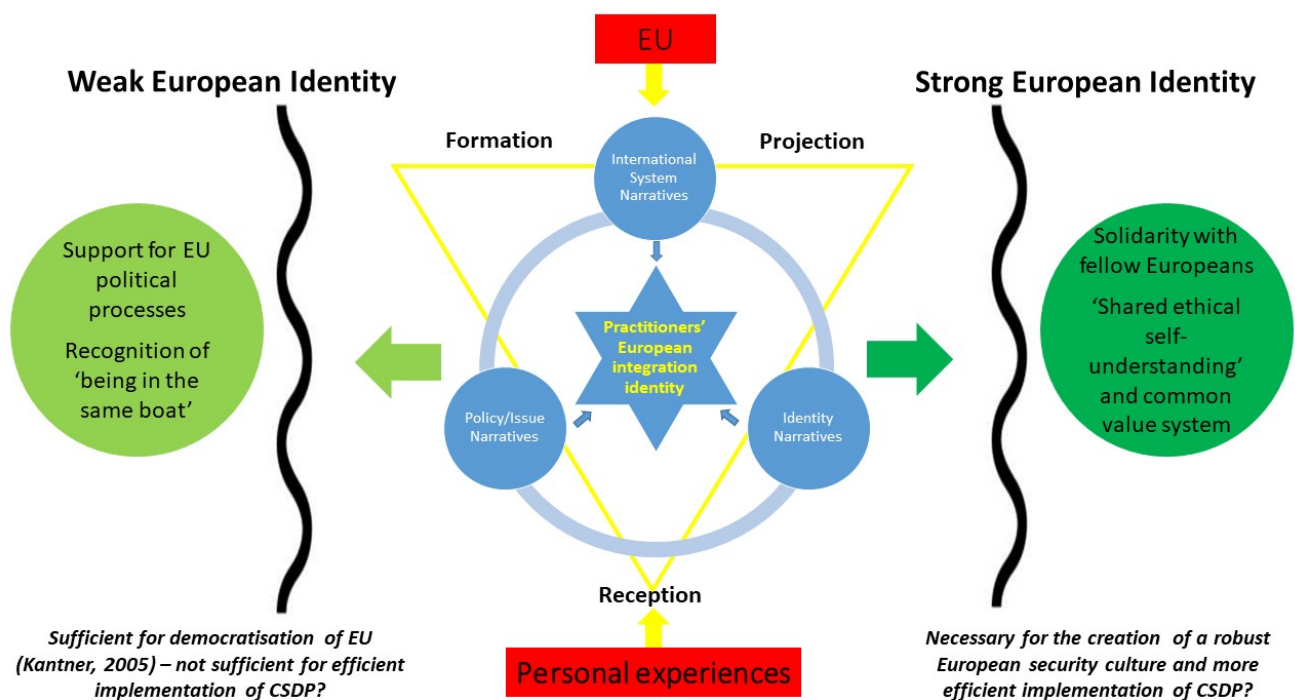 EU
Weak European Identity
Strong European Identity
Formation
Projection
International
System
Narratives
Support for EU
political
processes
Recognition of
‘being in the
same boat’
Practitioners’
European
integration
identity
Solidarity with
fellow Europeans
‘Shared ethical
self-
understanding’
and common
value system
Policy/Issue
Narratives
Identity
Narratives
Reception
Personal experiences
Sufficient for democratisation of EU
(Kantner, 2005) – not sufficient for efficient
implementation of CSDP?
Necessary for the creation of a robust
European security culture and more
efficient implementation of CSDP?